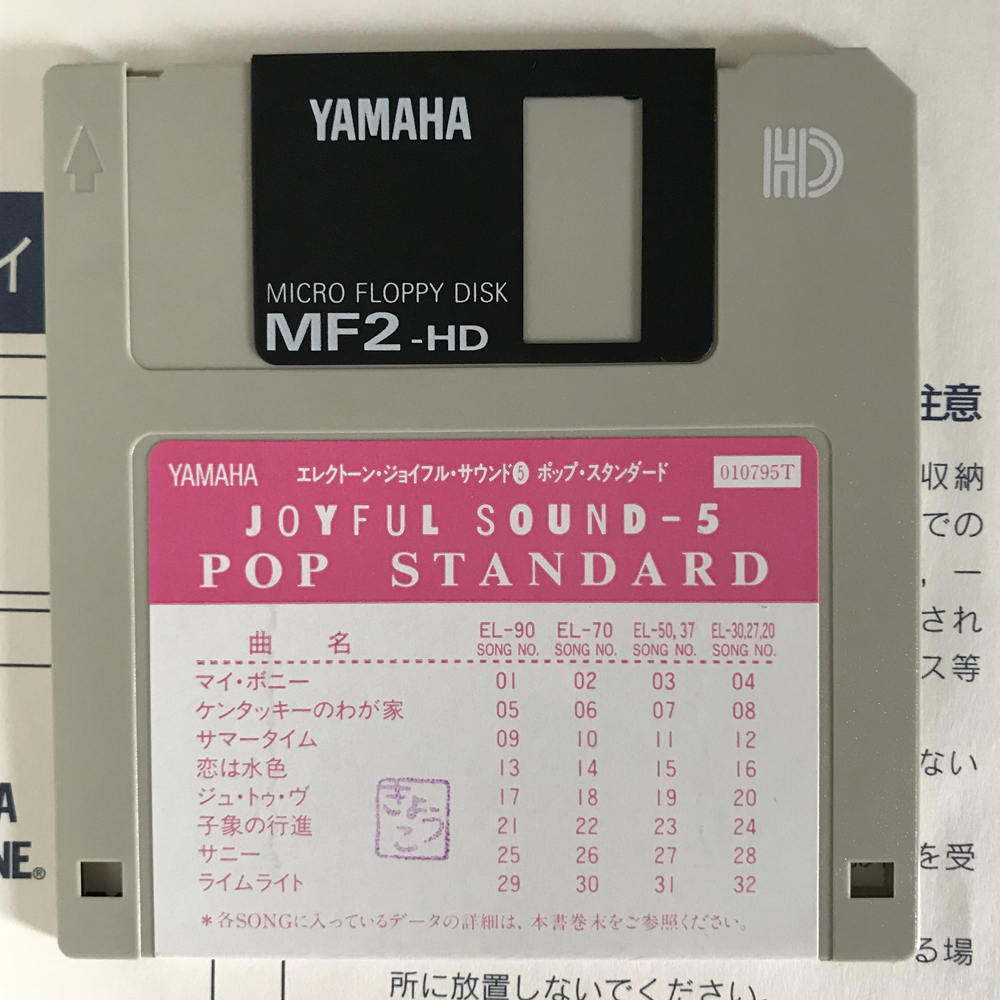 YAMAHA
HD
MICRO FLOPPY DISK
MF2-HD
イ
注意
収納
での
，一
され
ス等
YAMAHA エレクトーン・ジョイフル・サウンド❺ ポップ・スタンダード 010795T
JOYFUL SOUND-5
POP STANDARD
曲 名 EL-90 EL-70 EL-50,37 EL-30,27,20
SONG NO. SONG NO. SONG NO. SONG NO.
マイ・ボニー 01 02 03 04
ケンタッキーのわが家 05 06 07 08
サマータイム 09 10 11 12
恋は水色 13 14 15 16
ジュ・トゥ・ヴ 17 18 19 20
子象の行進 21 22 23 24
サニー 25 26 27 28
ライムライト 29 30 31 32
きょうこ
＊各SONGに入っているデータの詳細は，本書巻末をご参照ください。
ない
を受
る場
A
NE®
所に放置しないでください．